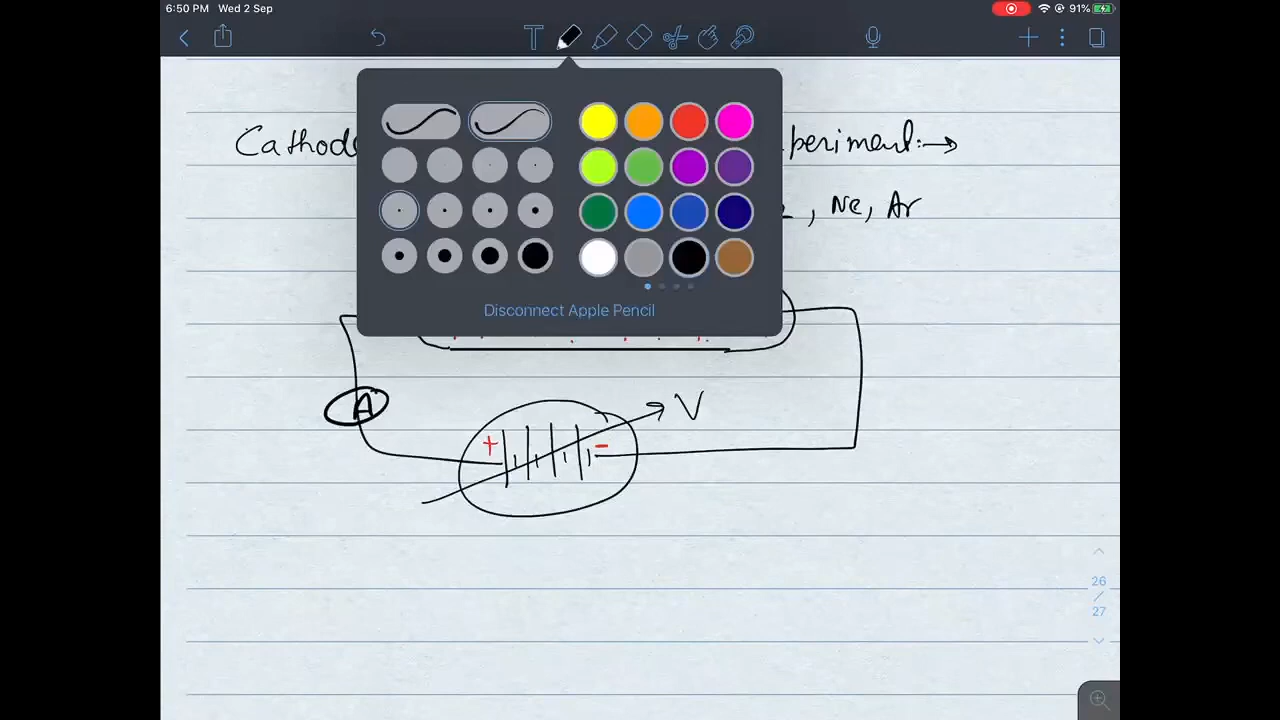 6:50 PM Wed 2 Sep 91%
T
Cathode periment:→
, Ne, Ar
Disconnect Apple Pencil
A
V
+ −
26
/
27